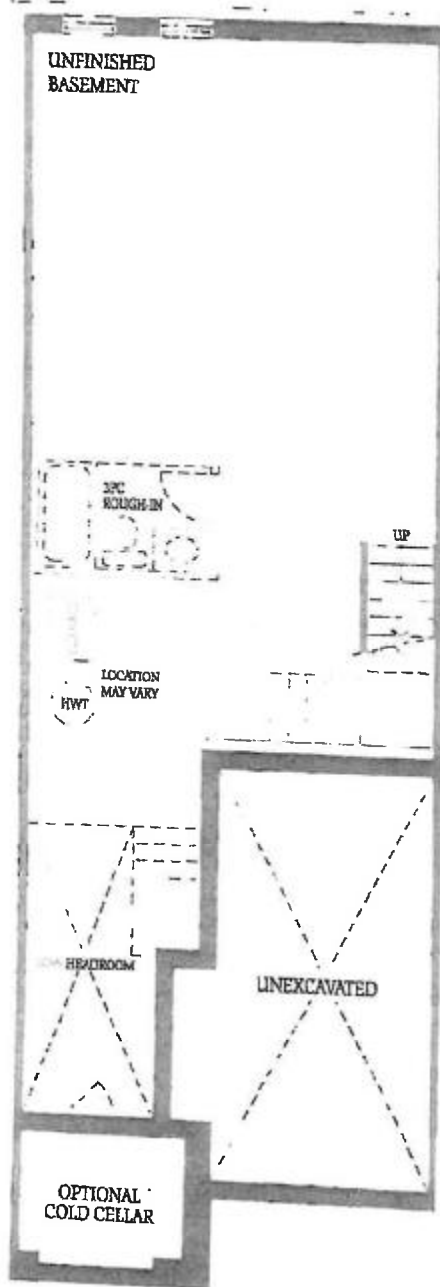 UNFINISHED
BASEMENT
3PC
ROUGH-IN
UP
LOCATION
MAY VARY
HWT
HEADROOM
UNEXCAVATED
OPTIONAL
COLD CELLAR